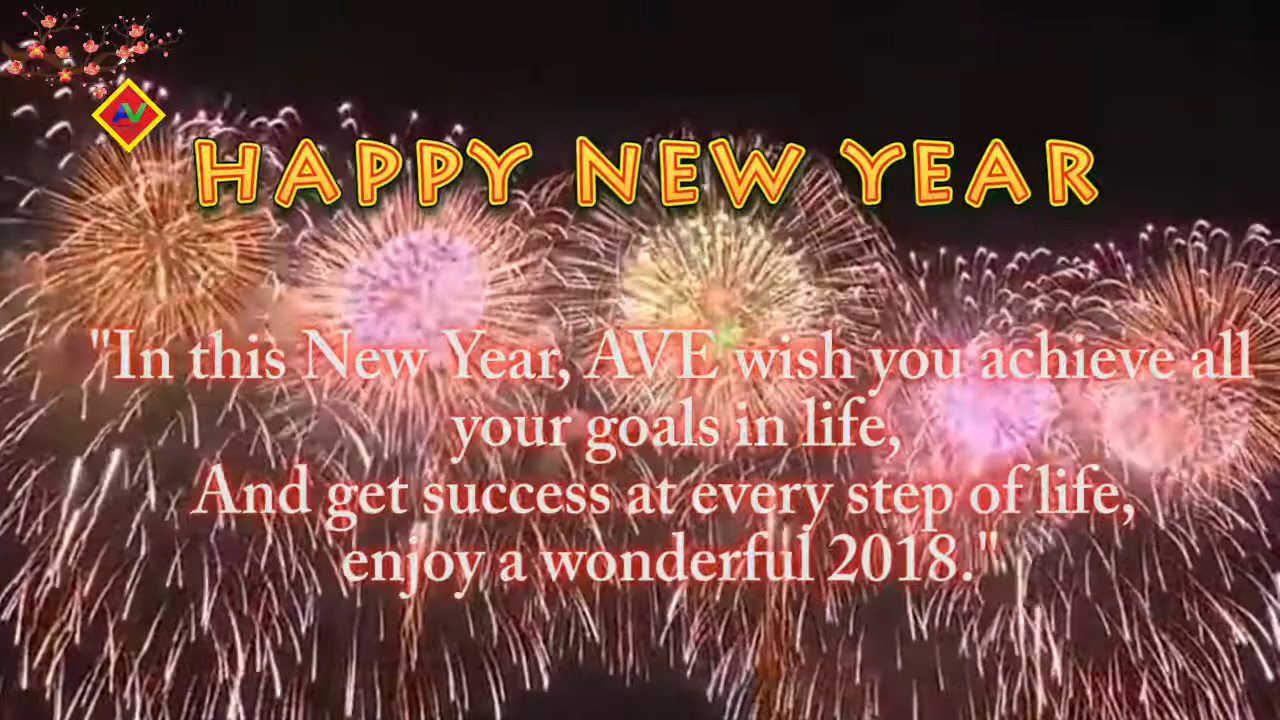 AV
HAPPY NEW YEAR
"In this New Year, AVE wish you achieve all
your goals in life,
And get success at every step of life,
enjoy a wonderful 2018."